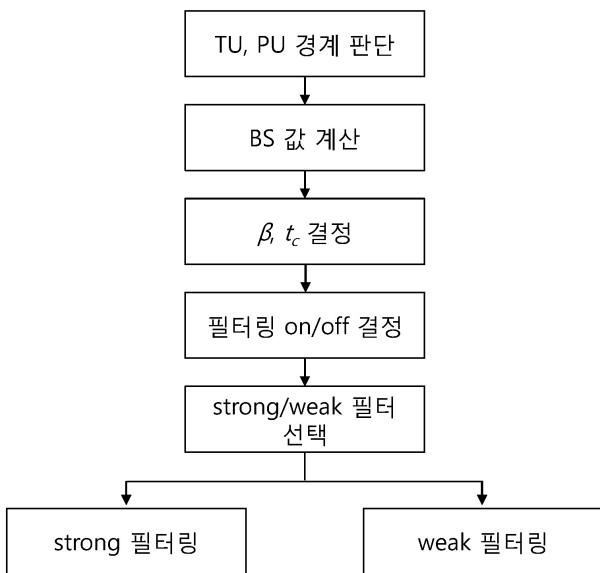 TU, PU 경계 판단
BS 값 계산
β, tc 결정
필터링 on/off 결정
strong/weak 필터
선택
strong 필터링
weak 필터링